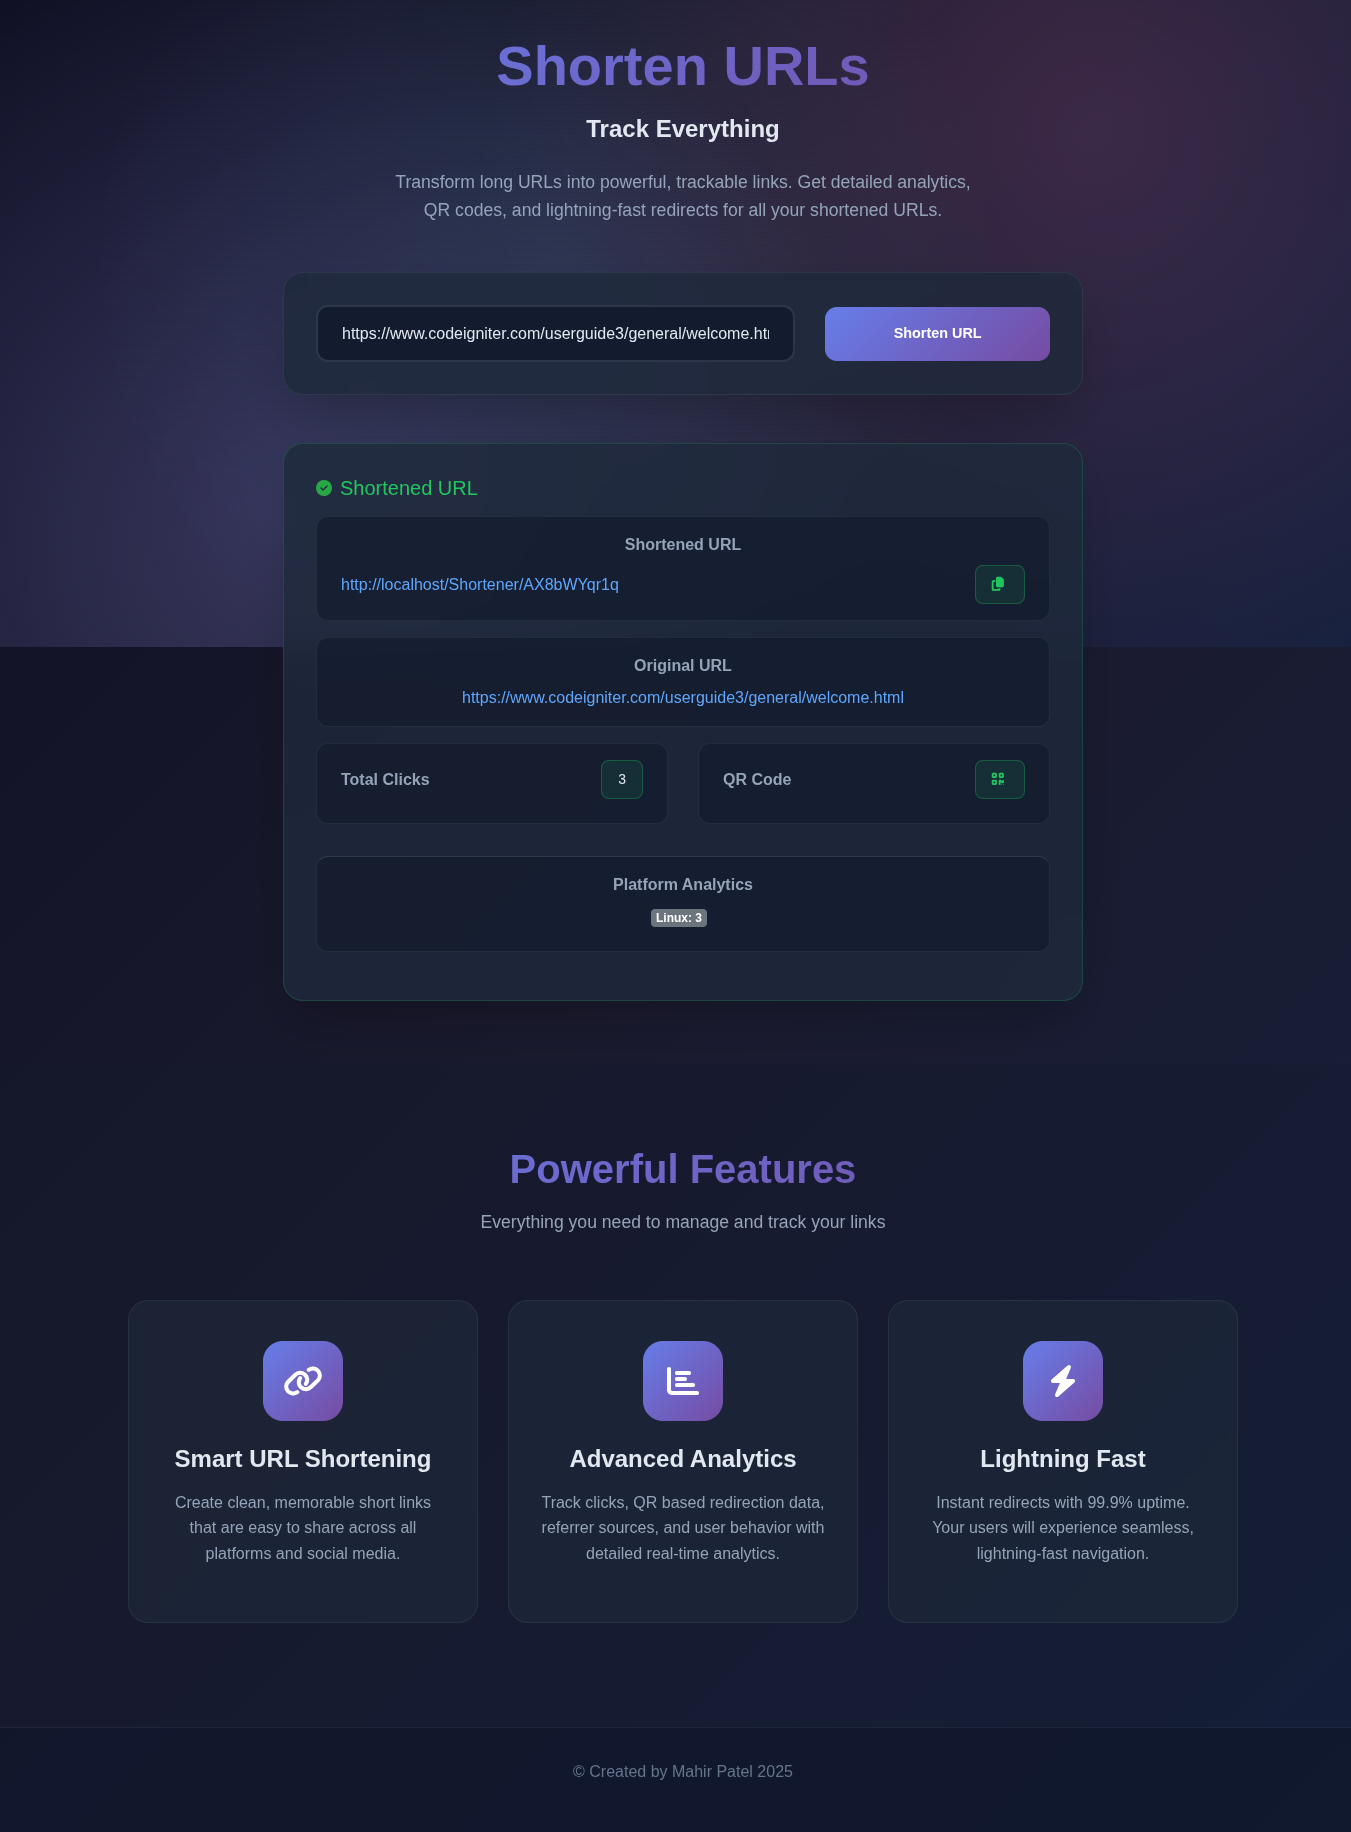 Shorten URLs
Track Everything
Transform long URLs into powerful, trackable links. Get detailed analytics,
QR codes, and lightning-fast redirects for all your shortened URLs.
https://www.codeigniter.com/userguide3/general/welcome.ht
Shorten URL
Shortened URL
Shortened URL
http://localhost/Shortener/AX8bWYqr1q
Original URL
https://www.codeigniter.com/userguide3/general/welcome.html
Total Clicks
3
QR Code
Platform Analytics
Linux: 3
Powerful Features
Everything you need to manage and track your links
Smart URL Shortening
Create clean, memorable short links
that are easy to share across all
platforms and social media.
Advanced Analytics
Track clicks, QR based redirection data,
referrer sources, and user behavior with
detailed real-time analytics.
Lightning Fast
Instant redirects with 99.9% uptime.
Your users will experience seamless,
lightning-fast navigation.
© Created by Mahir Patel 2025